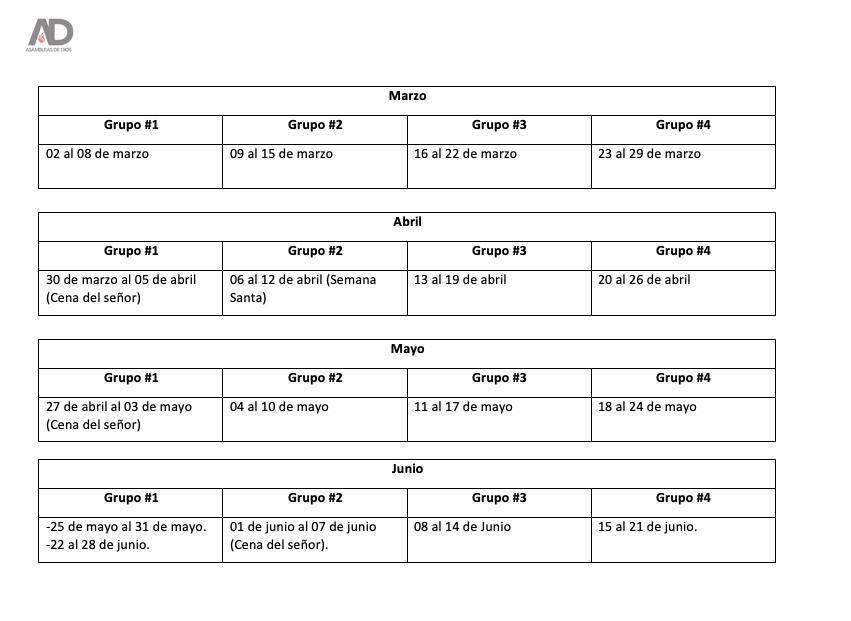 AD
ASAMBLEAS DE DIOS
Marzo
Grupo #1 Grupo #2 Grupo #3 Grupo #4
02 al 08 de marzo 09 al 15 de marzo 16 al 22 de marzo 23 al 29 de marzo
Abril
Grupo #1 Grupo #2 Grupo #3 Grupo #4
30 de marzo al 05 de abril 06 al 12 de abril (Semana 13 al 19 de abril 20 al 26 de abril
(Cena del señor) Santa)
Mayo
Grupo #1 Grupo #2 Grupo #3 Grupo #4
27 de abril al 03 de mayo 04 al 10 de mayo 11 al 17 de mayo 18 al 24 de mayo
(Cena del señor)
Junio
Grupo #1 Grupo #2 Grupo #3 Grupo #4
-25 de mayo al 31 de mayo. 01 de junio al 07 de junio 08 al 14 de Junio 15 al 21 de junio.
-22 al 28 de junio. (Cena del señor).